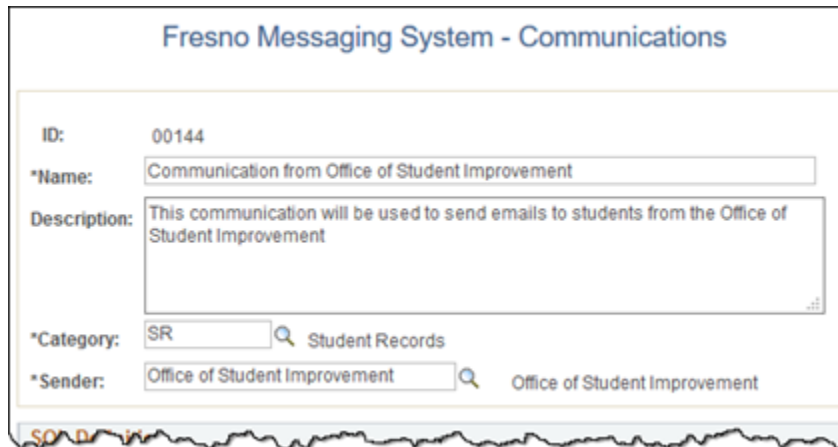 Fresno Messaging System - Communications
ID: 00144
*Name: Communication from Office of Student Improvement
Description: This communication will be used to send emails to students from the Office of
Student Improvement
*Category: SR Student Records
*Sender: Office of Student Improvement Office of Student Improvement